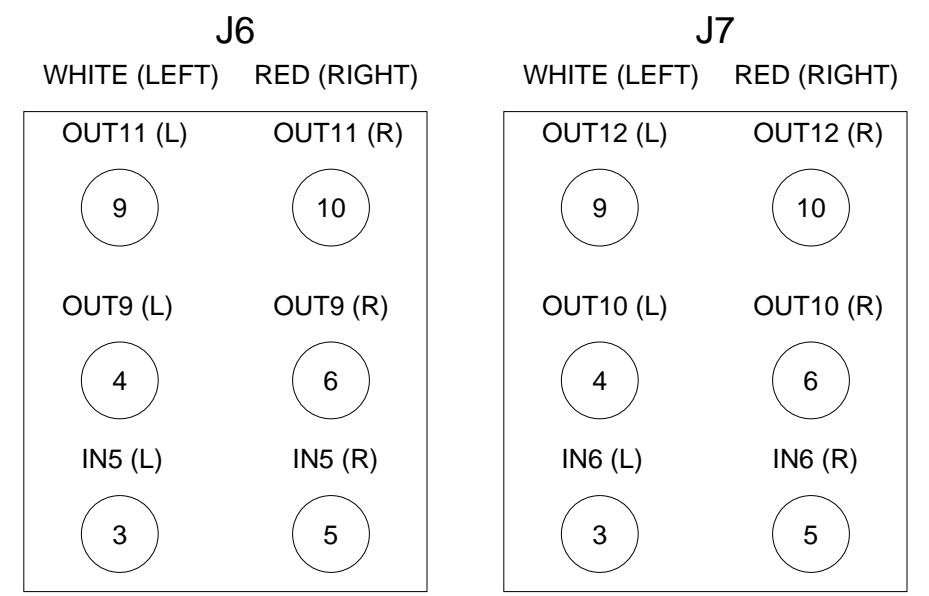 J6
WHITE (LEFT) RED (RIGHT)
OUT11 (L) OUT11 (R)
9 10
OUT9 (L) OUT9 (R)
4 6
IN5 (L) IN5 (R)
3 5
J7
WHITE (LEFT) RED (RIGHT)
OUT12 (L) OUT12 (R)
9 10
OUT10 (L) OUT10 (R)
4 6
IN6 (L) IN6 (R)
3 5